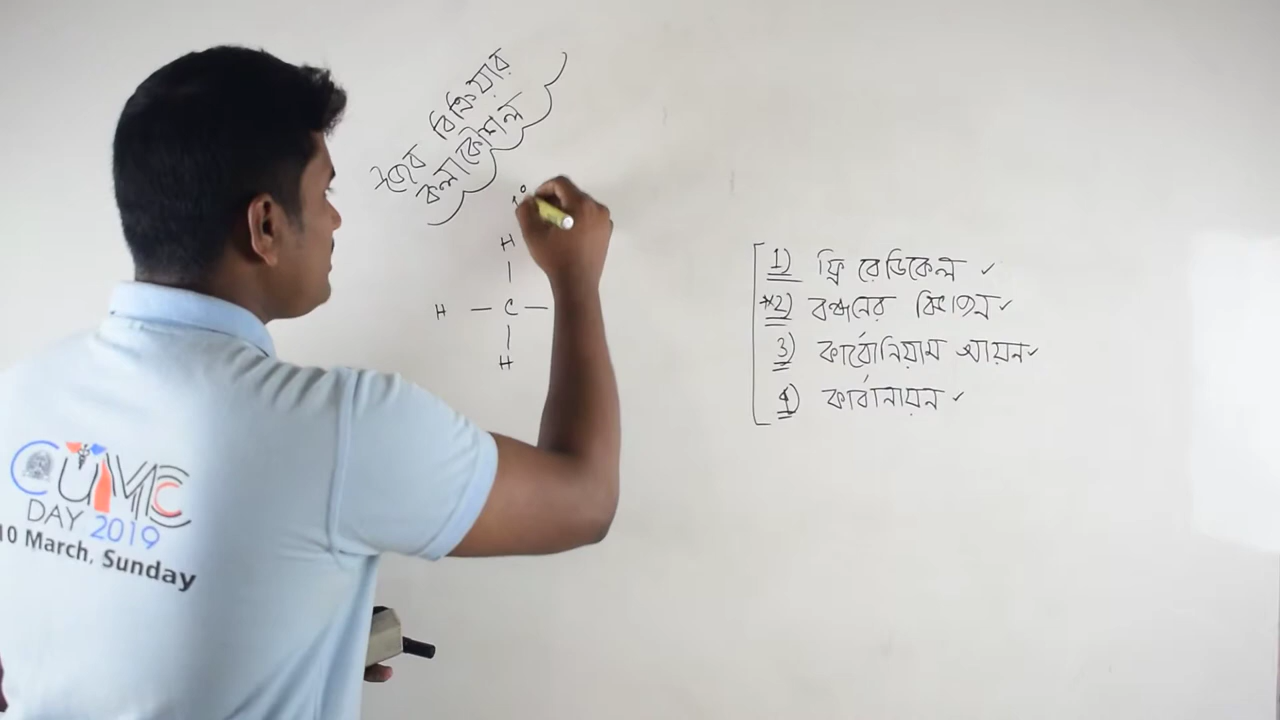 জৈব বিক্রিয়ার
কলাকৌশল
H
H — C —
H
1) ফ্রি রেডিকেল ✓
*2) বন্ধনের বিভাজন ✓
3) কার্বোনিয়াম আয়ন ✓
4) কার্বানায়ন ✓
CUMC
DAY 2019
10 March, Sunday